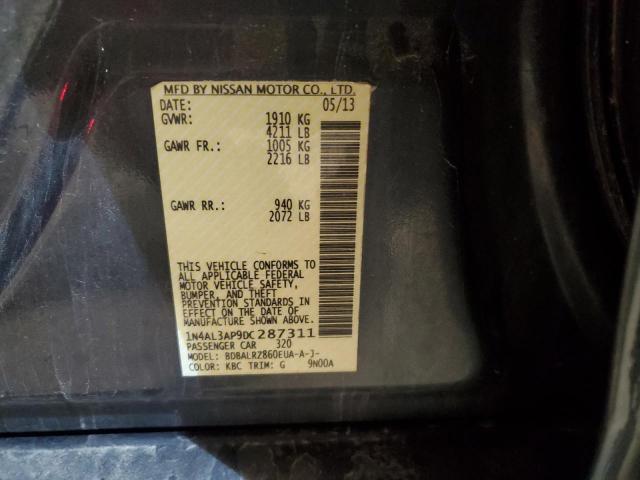 MFD BY NISSAN MOTOR CO., LTD.
DATE: 05/13
GVWR: 1910 KG
4211 LB
GAWR FR.: 1005 KG
2216 LB
GAWR RR.: 940 KG
2072 LB
THIS VEHICLE CONFORMS TO
ALL APPLICABLE FEDERAL
MOTOR VEHICLE SAFETY,
BUMPER, AND THEFT
PREVENTION STANDARDS IN
EFFECT ON THE DATE OF
MANUFACTURE SHOWN ABOVE.
1N4AL3AP9DC287311
PASSENGER CAR 320
MODEL: BDBALRZ860EUA-A-J-
COLOR: KBC TRIM: G 9N00A